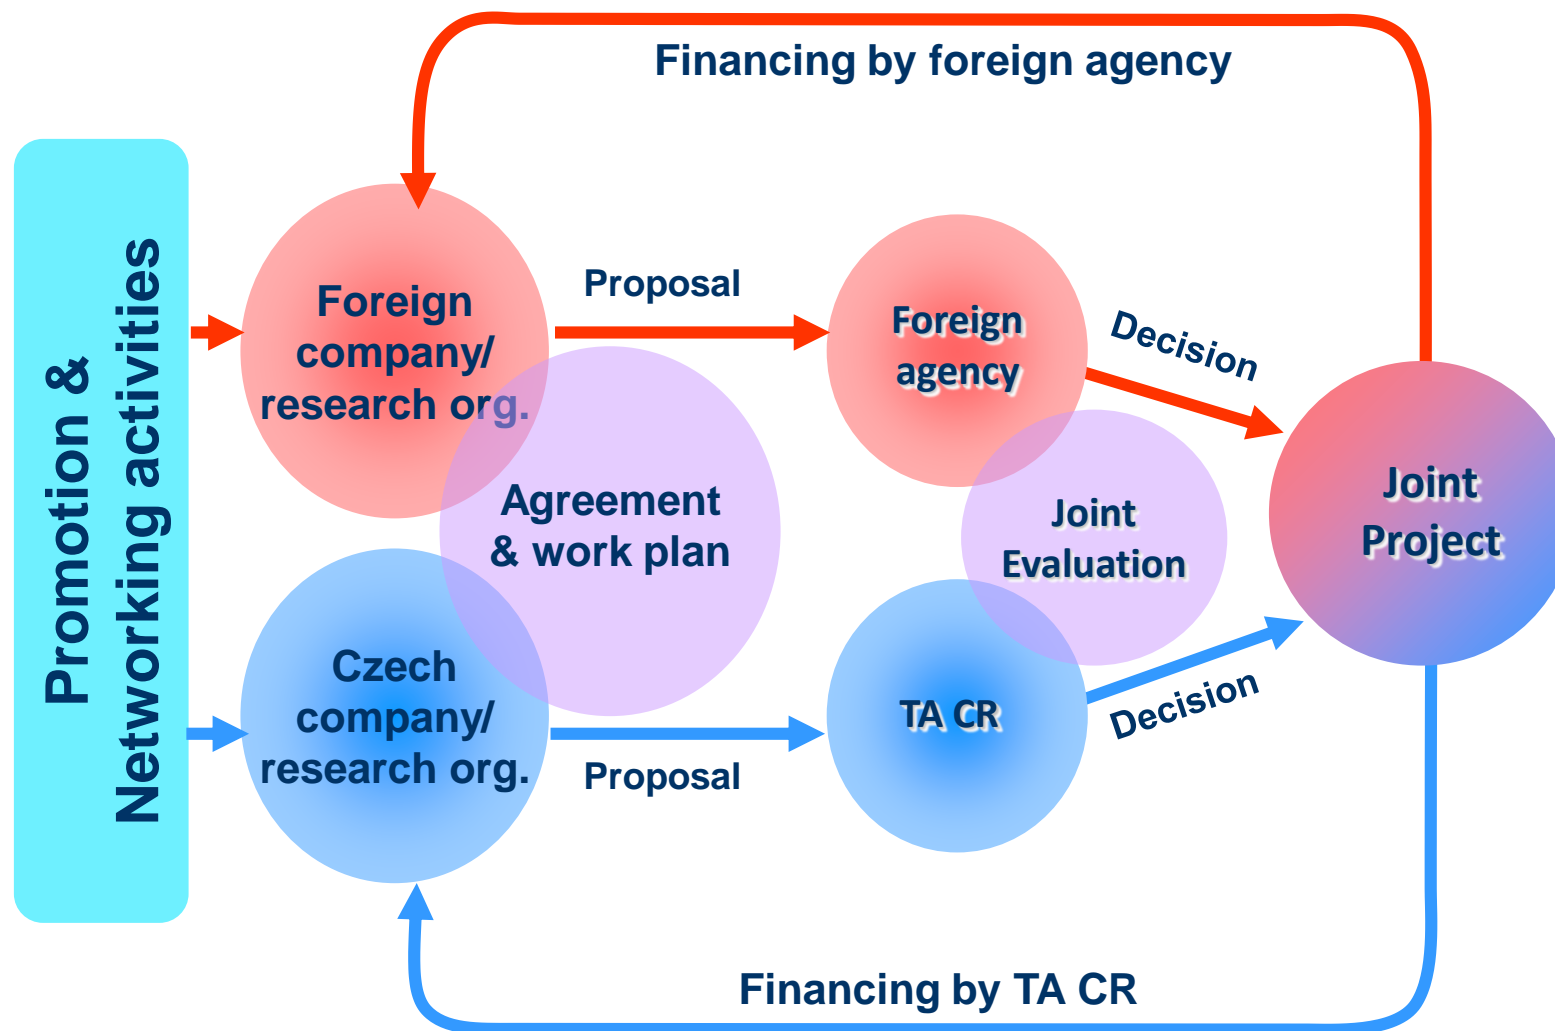 Financing by foreign agency
Promotion &
Networking activities
Foreign
company/
research org.
Proposal
Foreign
agency
Decision
Agreement
& work plan
Joint
Evaluation
Joint
Project
Czech
company/
research org.
Proposal
TA CR
Decision
Financing by TA CR